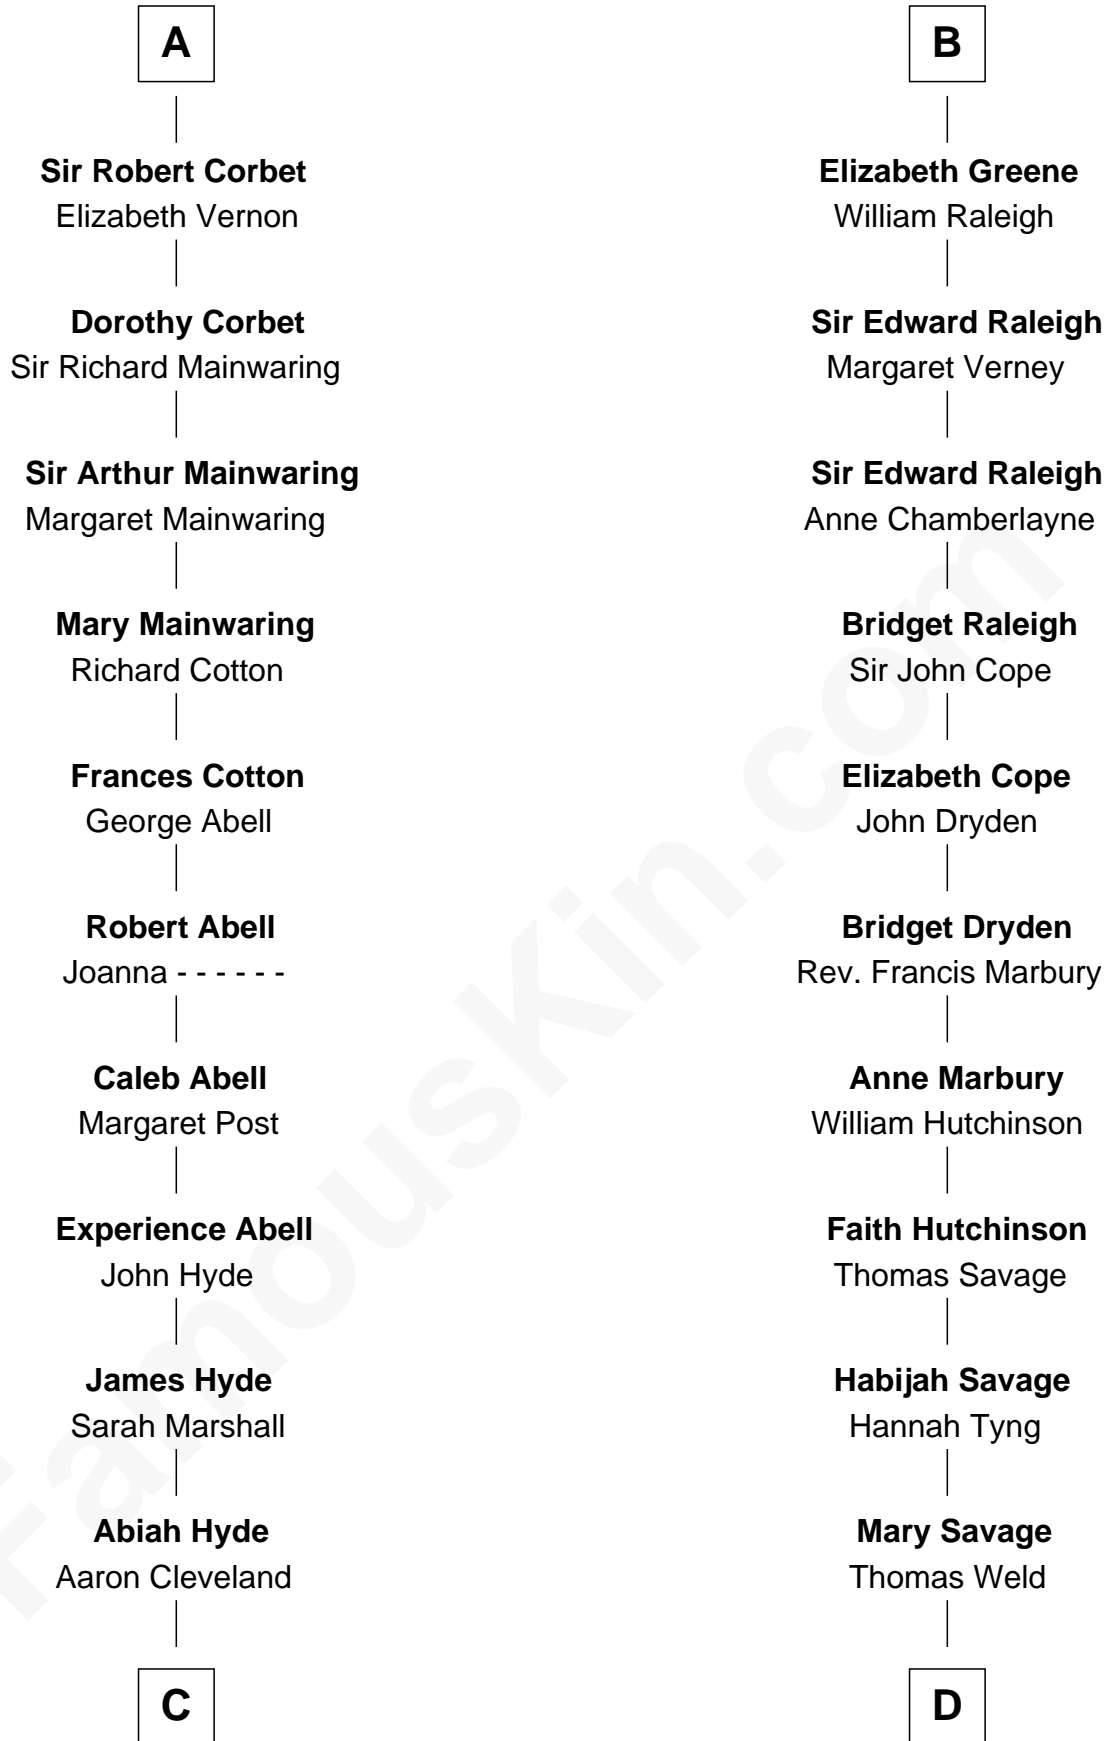 A
Sir Robert Corbet
Elizabeth Vernon
Dorothy Corbet
Sir Richard Mainwaring
Sir Arthur Mainwaring
Margaret Mainwaring
Mary Mainwaring
Richard Cotton
Frances Cotton
George Abell
Robert Abell
Joanna - - - - - -
Caleb Abell
Margaret Post
Experience Abell
John Hyde
James Hyde
Sarah Marshall
Abiah Hyde
Aaron Cleveland
C
B
Elizabeth Greene
William Raleigh
Sir Edward Raleigh
Margaret Verney
Sir Edward Raleigh
Anne Chamberlayne
Bridget Raleigh
Sir John Cope
Elizabeth Cope
John Dryden
Bridget Dryden
Rev. Francis Marbury
Anne Marbury
William Hutchinson
Faith Hutchinson
Thomas Savage
Habijah Savage
Hannah Tyng
Mary Savage
Thomas Weld
D
FamousKin.com